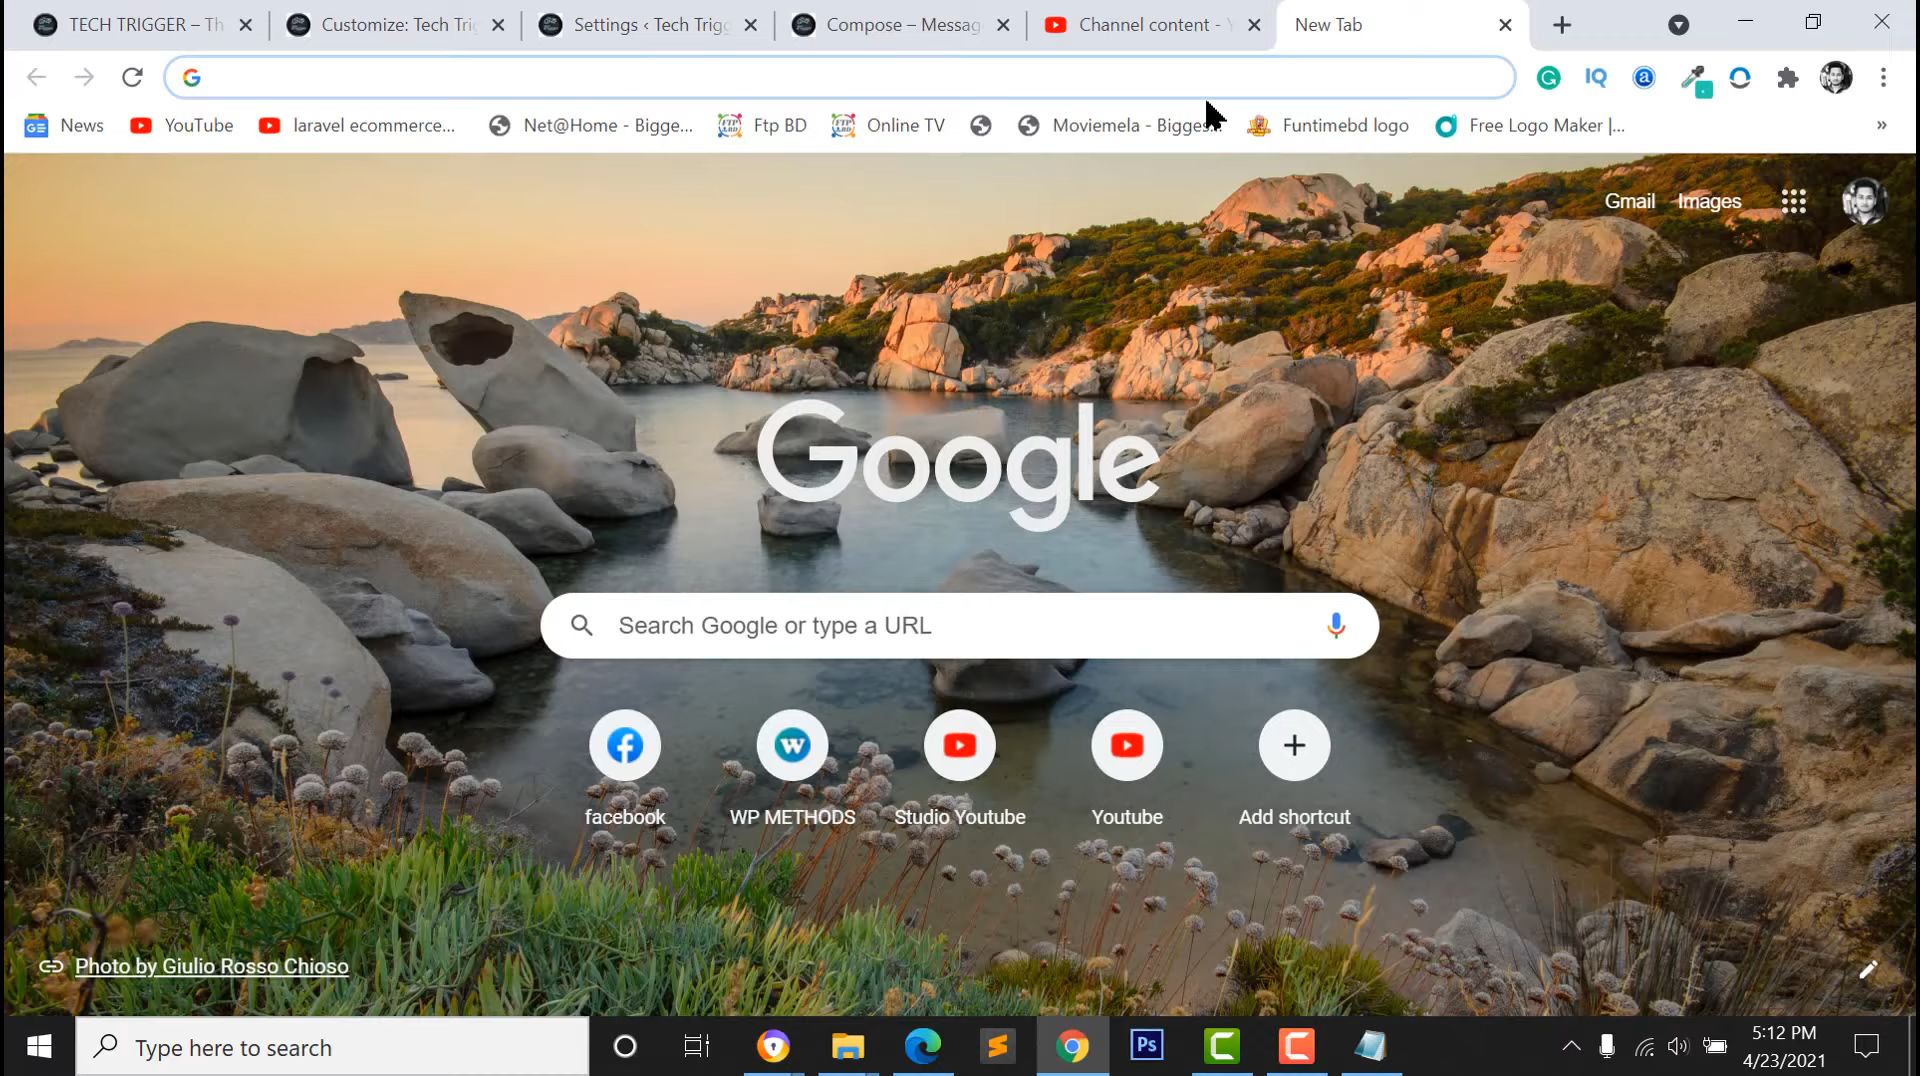 TECH TRIGGER – Th
Customize: Tech Trig
Settings ‹ Tech Trigg
Compose – Messag
Channel content - Y
New Tab
News
YouTube
laravel ecommerce...
Net@Home - Bigge...
Ftp BD
Online TV
Moviemela - Bigges...
Funtimebd logo
Free Logo Maker |...
»
Gmail
Images
Google
Search Google or type a URL
facebook
WP METHODS
Studio Youtube
Youtube
Add shortcut
Photo by Giulio Rosso Chioso
Type here to search
Ps
5:12 PM
4/23/2021